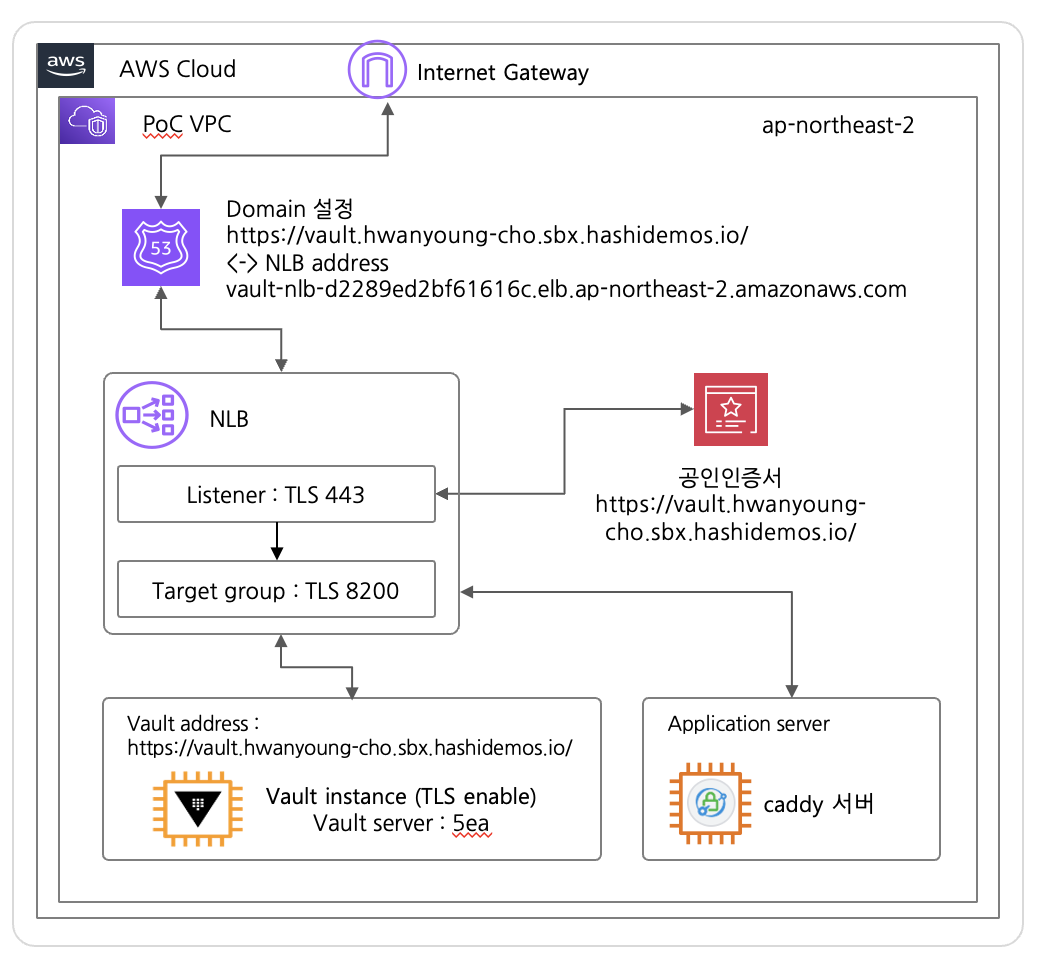 aws
AWS Cloud
Internet Gateway
PoC VPC
ap-northeast-2
53
Domain 설정
https://vault.hwanyoung-cho.sbx.hashidemos.io/
<-> NLB address
vault-nlb-d2289ed2bf61616c.elb.ap-northeast-2.amazonaws.com
NLB
Listener : TLS 443
Target group : TLS 8200
공인인증서
https://vault.hwanyoung-
cho.sbx.hashidemos.io/
Vault address :
https://vault.hwanyoung-cho.sbx.hashidemos.io/
Vault instance (TLS enable)
Vault server : 5ea
Application server
caddy 서버